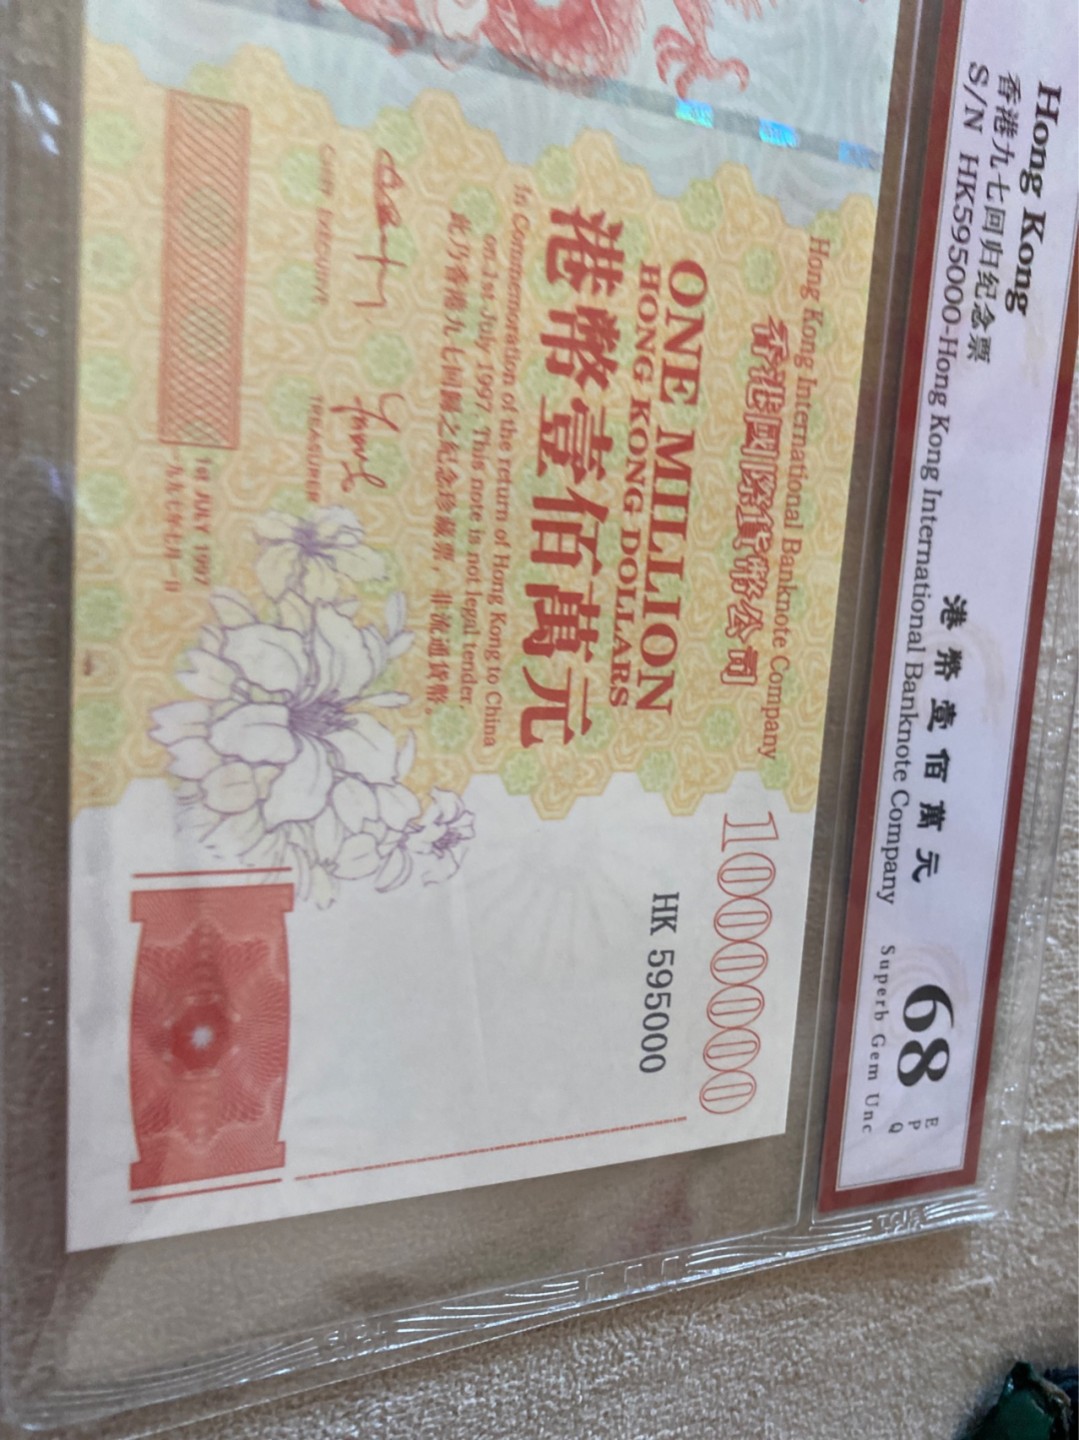 Hong Kong
香港九七回归纪念票
S/N HK595000-Hong Kong International Banknote Company
港幣壹佰萬元
68 EPQ
Superb Gem Unc
Hong Kong International Banknote Company
香港國際貨幣公司
ONE MILLION
HONG KONG DOLLARS
港幣壹佰萬元
In Commemoration of the return of Hong Kong to China
on 1st July 1997. This note is not legal tender.
此乃香港九七回歸之紀念珍藏票，非流通貨幣。
CHIEF EXECUTIVE
TREASURER
1st JULY 1997
一九九七年七月一日
1000000
HK 595000